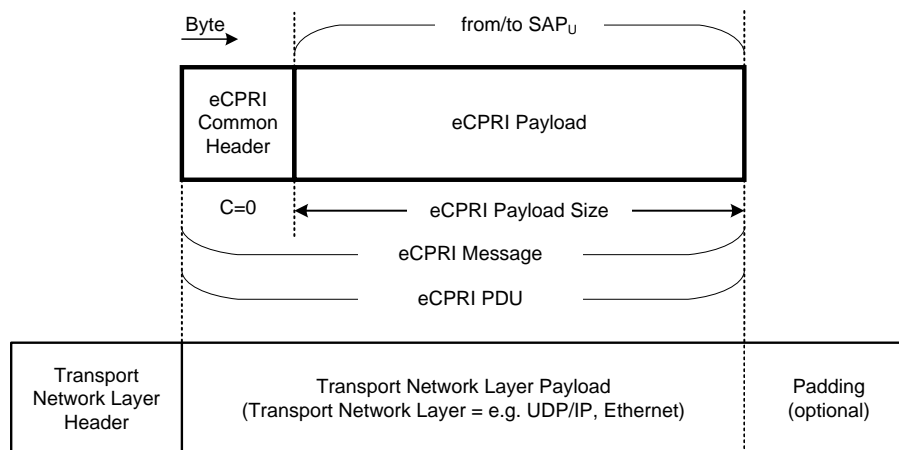 Byte
from/to SAPU
eCPRI
Common
Header
eCPRI Payload
C=0
eCPRI Payload Size
eCPRI Message
eCPRI PDU
Transport
Network Layer
Header
Transport Network Layer Payload
(Transport Network Layer = e.g. UDP/IP, Ethernet)
Padding
(optional)